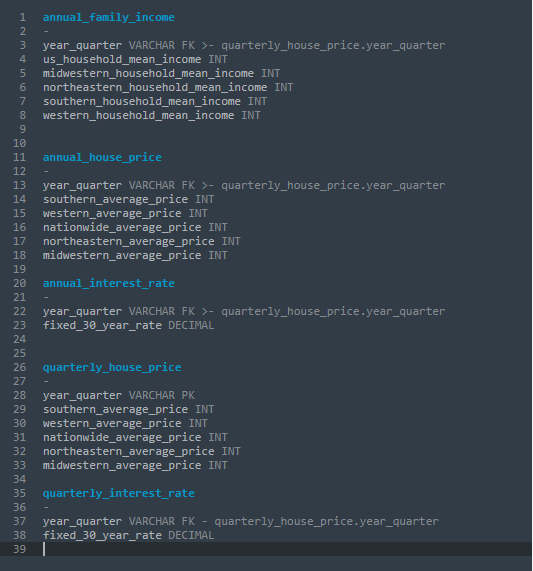 1 annual_family_income
2 -
3 year_quarter VARCHAR FK >- quarterly_house_price.year_quarter
4 us_household_mean_income INT
5 midwestern_household_mean_income INT
6 northeastern_household_mean_income INT
7 southern_household_mean_income INT
8 western_household_mean_income INT
9
10
11 annual_house_price
12 -
13 year_quarter VARCHAR FK >- quarterly_house_price.year_quarter
14 southern_average_price INT
15 western_average_price INT
16 nationwide_average_price INT
17 northeastern_average_price INT
18 midwestern_average_price INT
19
20 annual_interest_rate
21 -
22 year_quarter VARCHAR FK >- quarterly_house_price.year_quarter
23 fixed_30_year_rate DECIMAL
24
25
26 quarterly_house_price
27 -
28 year_quarter VARCHAR PK
29 southern_average_price INT
30 western_average_price INT
31 nationwide_average_price INT
32 northeastern_average_price INT
33 midwestern_average_price INT
34
35 quarterly_interest_rate
36 -
37 year_quarter VARCHAR FK - quarterly_house_price.year_quarter
38 fixed_30_year_rate DECIMAL
39